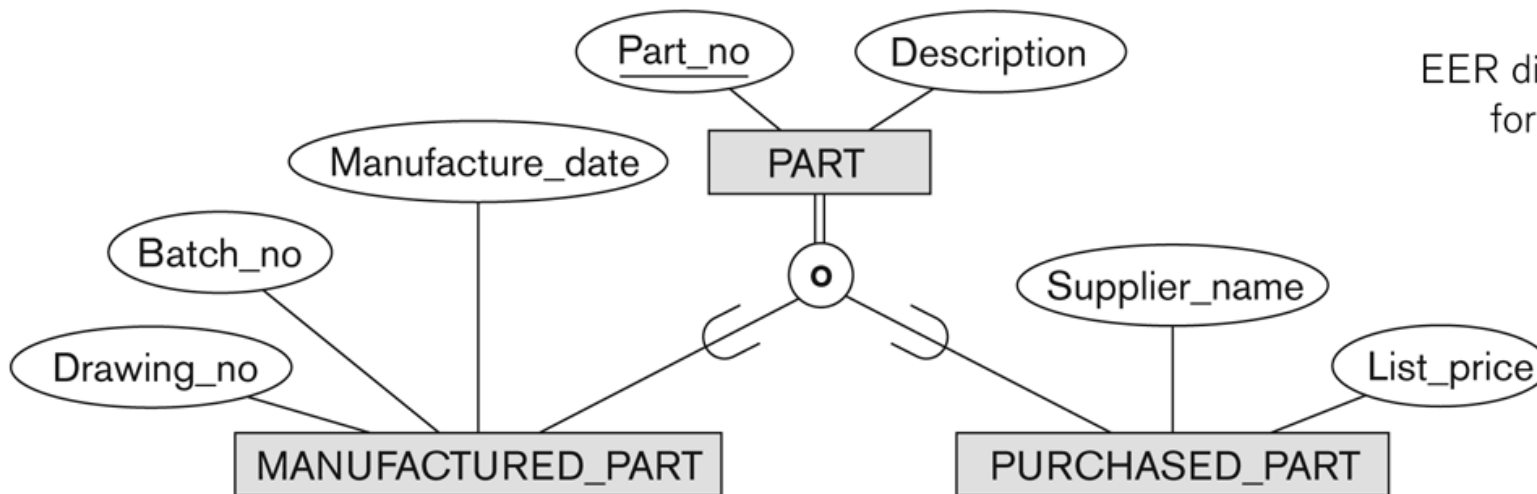 Part_no
Description
EER di
for
Manufacture_date
PART
Batch_no
o
Supplier_name
Drawing_no
List_price
MANUFACTURED_PART
PURCHASED_PART